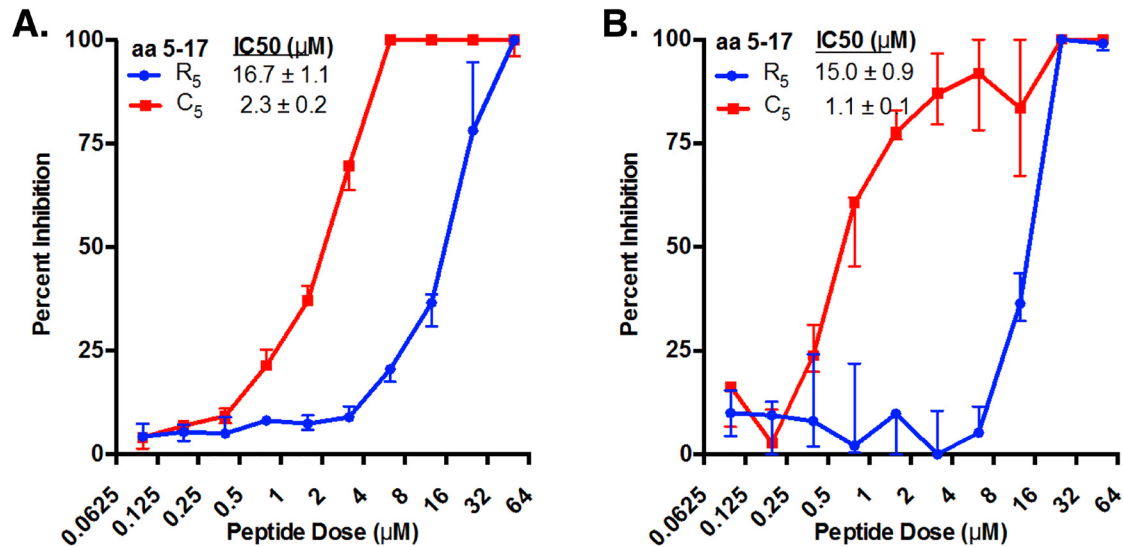 A.
aa 5-17 IC50 (µM)
R5 16.7 ± 1.1
C5 2.3 ± 0.2
100
75
50
25
0
Percent Inhibition
0.0625 0.125 0.25 0.5 1 2 4 8 16 32 64
Peptide Dose (µM)
B.
aa 5-17 IC50 (µM)
R5 15.0 ± 0.9
C5 1.1 ± 0.1
100
75
50
25
0
Percent Inhibition
0.0625 0.125 0.25 0.5 1 2 4 8 16 32 64
Peptide Dose (µM)